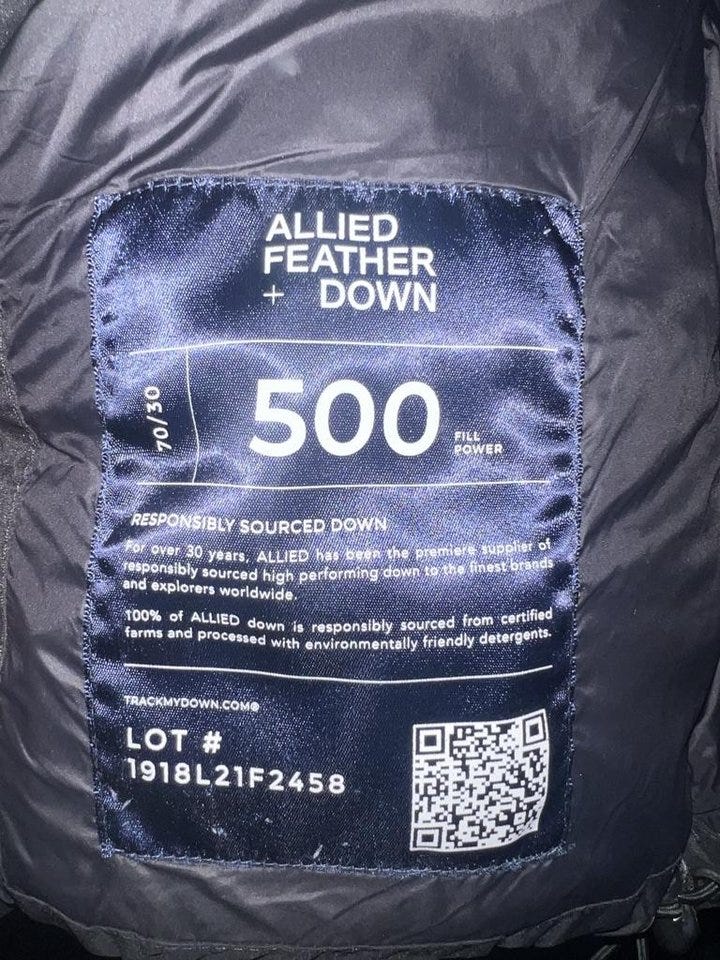 ALLIED
FEATHER
+ DOWN
70/30
500
FILL
POWER
RESPONSIBLY SOURCED DOWN
For over 30 years, ALLIED has been the premiere supplier of
responsibly sourced high performing down to the finest brands
and explorers worldwide.
100% of ALLIED down is responsibly sourced from certified
farms and processed with environmentally friendly detergents.
TRACKMYDOWN.COM®
LOT #
1918L21F2458